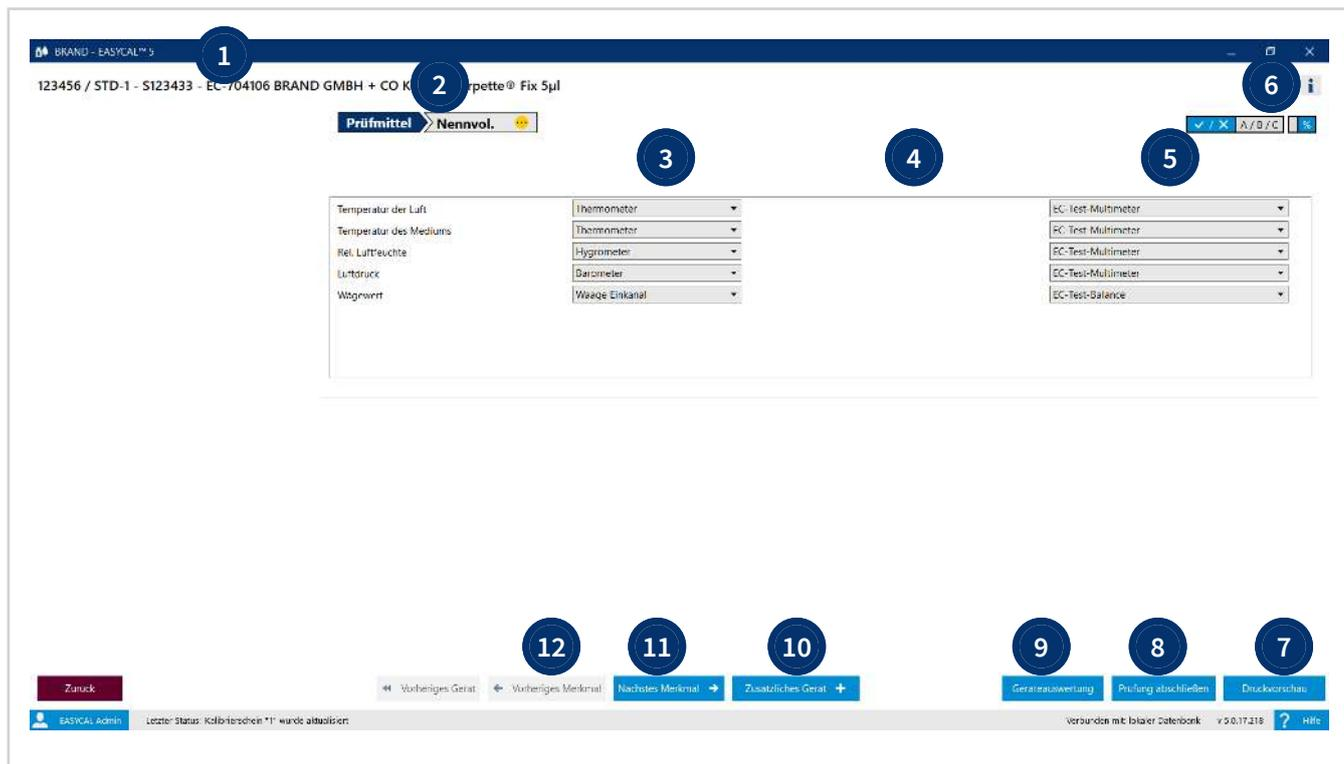 BRAND - EASYCAL™ 5
1
123456 / STD-1 - S123433 - EC-704106 BRAND GMBH + CO K rpette® Fix 5µl
2
6
i
Prüfmittel Nennvol.
✓ / ✕ A / B / C %
3
4
5
Temperatur der Luft Thermometer EC-Test-Multimeter
Temperatur des Mediums Thermometer EC-Test-Multimeter
Rel. Luftfeuchte Hygrometer EC-Test-Multimeter
Luftdruck Barometer EC-Test-Multimeter
Wägewert Waage Einkanal EC-Test-Balance
12
11
10
9
8
7
Zurück Vorheriges Gerät Vorheriges Merkmal Nächstes Merkmal Zusätzliches Gerät Geräteauswertung Prüfung abschließen Druckvorschau
EASYCAL Admin Letzter Status: Kalibrierschein "1" wurde aktualisiert Verbunden mit: lokaler Datenbank v 5.0.17.218 ? Hilfe